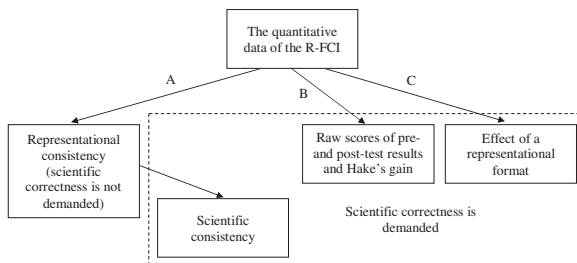 The quantitative
data of the R-FCI
A
B
C
Representational
consistency
(scientific
correctness is not
demanded)
Raw scores of pre-
and post-test results
and Hake's gain
Effect of a
representational
format
Scientific
consistency
Scientific correctness is
demanded